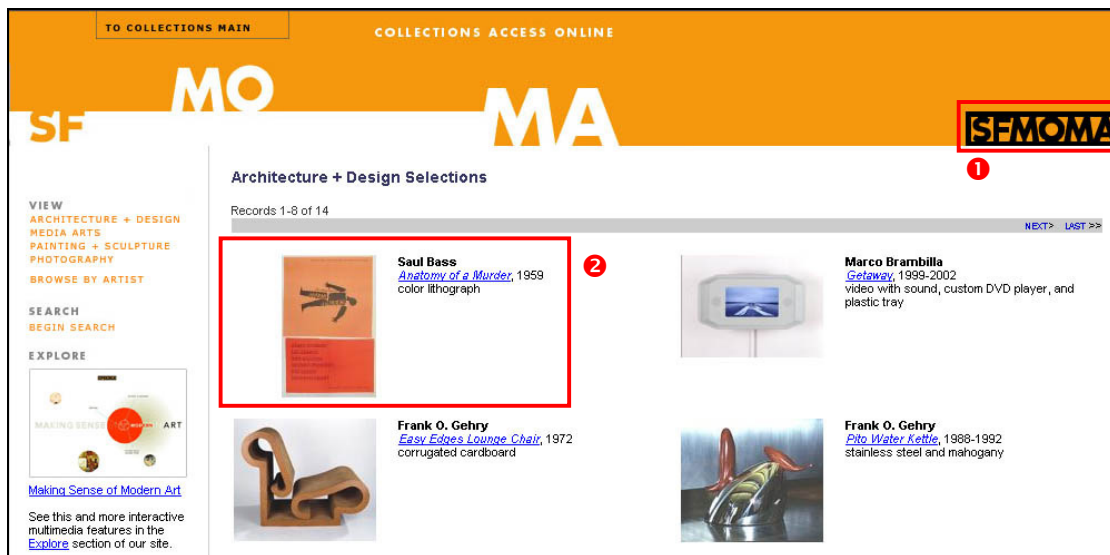 TO COLLECTIONS MAIN
COLLECTIONS ACCESS ONLINE
SF MO MA
SFMOMA
❶
Architecture + Design Selections
Records 1-8 of 14
NEXT> LAST >>
VIEW
ARCHITECTURE + DESIGN
MEDIA ARTS
PAINTING + SCULPTURE
PHOTOGRAPHY
BROWSE BY ARTIST
SEARCH
BEGIN SEARCH
EXPLORE
MAKING SENSE MODERN ART
Making Sense of Modern Art
See this and more interactive
multimedia features in the
Explore section of our site.
Saul Bass
Anatomy of a Murder, 1959
color lithograph
❷
Marco Brambilla
Getaway, 1999-2002
video with sound, custom DVD player, and
plastic tray
Frank O. Gehry
Easy Edges Lounge Chair, 1972
corrugated cardboard
Frank O. Gehry
Pito Water Kettle, 1988-1992
stainless steel and mahogany